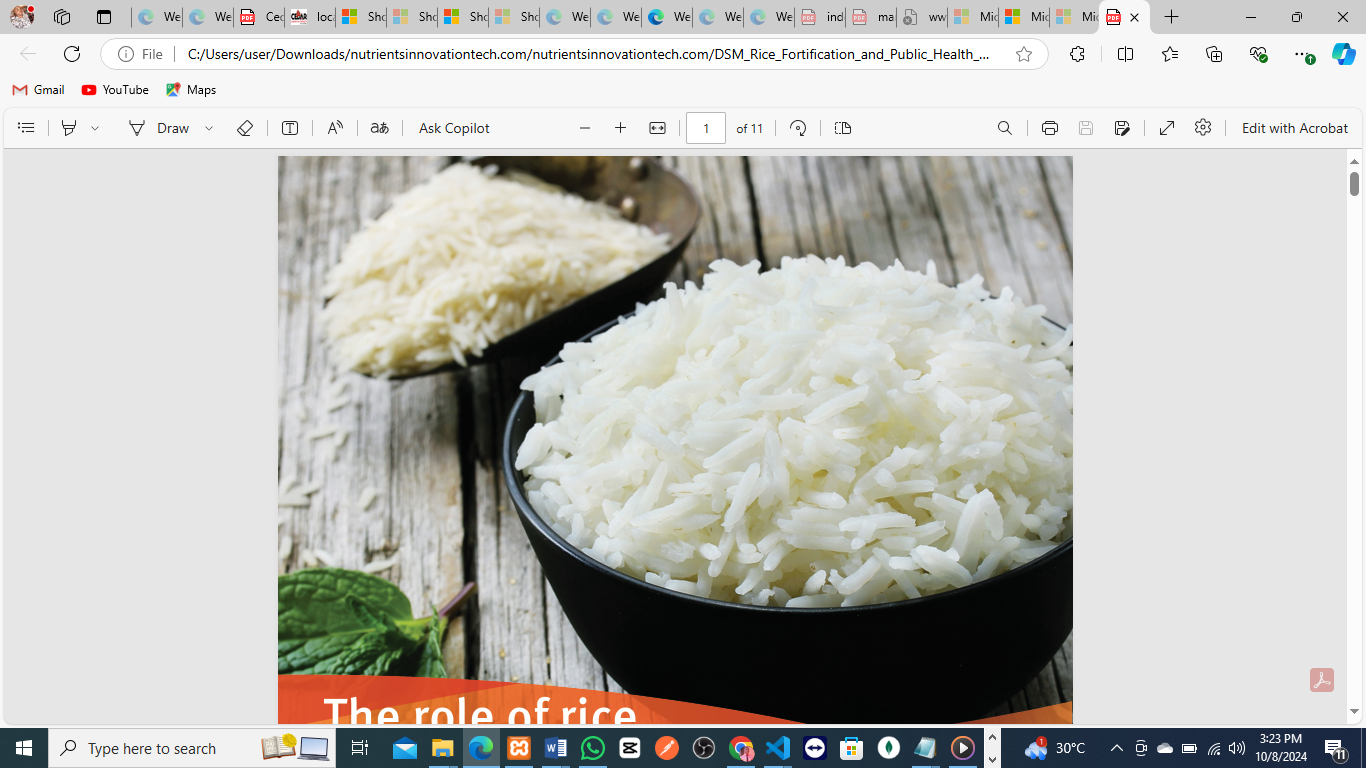 We
We
Ce
loca
Sho
Sho
Sho
Sho
We
We
We
We
We
ind
ma
ww
Mic
Mic
Mic
File
C:/Users/user/Downloads/nutrientsinnovationtech.com/nutrientsinnovationtech.com/DSM_Rice_Fortification_and_Public_Health_...
Gmail
YouTube
Maps
Draw
Ask Copilot
1
of 11
Edit with Acrobat
The role of rice
Type here to search
1
30°C
3:23 PM
10/8/2024
11